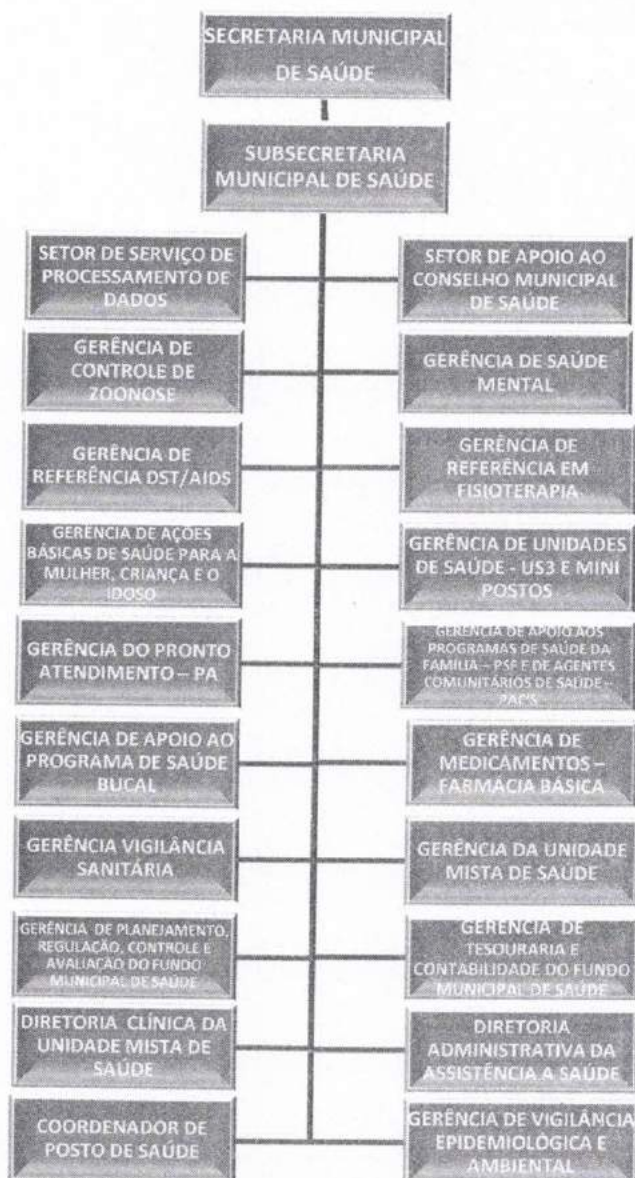 SECRETARIA MUNICIPAL
DE SAÚDE
SUBSECRETARIA
MUNICIPAL DE SAÚDE
SETOR DE SERVIÇO DE
PROCESSAMENTO DE
DADOS
SETOR DE APOIO AO
CONSELHO MUNICIPAL
DE SAÚDE
GERÊNCIA DE
CONTROLE DE
ZOONOSE
GERÊNCIA DE SAÚDE
MENTAL
GERÊNCIA DE
REFERÊNCIA DST/AIDS
GERÊNCIA DE
REFERÊNCIA EM
FISIOTERAPIA
GERÊNCIA DE AÇÕES
BÁSICAS DE SAÚDE PARA A
MULHER, CRIANÇA E O
IDOSO
GERÊNCIA DE UNIDADES
DE SAÚDE - US3 E MINI
POSTOS
GERÊNCIA DO PRONTO
ATENDIMENTO – PA
GERÊNCIA DE APOIO AOS
PROGRAMAS DE SAÚDE DA
FAMÍLIA – PSF E DE AGENTES
COMUNITÁRIOS DE SAÚDE –
PAC'S
GERÊNCIA DE APOIO AO
PROGRAMA DE SAÚDE
BUCAL
GERÊNCIA DE
MEDICAMENTOS –
FARMÁCIA BÁSICA
GERÊNCIA VIGILÂNCIA
SANITÁRIA
GERÊNCIA DA UNIDADE
MISTA DE SAÚDE
GERÊNCIA DE PLANEJAMENTO,
REGULAÇÃO, CONTROLE E
AVALIAÇÃO DO FUNDO
MUNICIPAL DE SAÚDE
GERÊNCIA DE
TESOURARIA E
CONTABILIDADE DO FUNDO
MUNICIPAL DE SAÚDE
DIRETORIA CLÍNICA DA
UNIDADE MISTA DE
SAÚDE
DIRETORIA
ADMINISTRATIVA DA
ASSISTÊNCIA A SAÚDE
COORDENADOR DE
POSTO DE SAÚDE
GERÊNCIA DE VIGILÂNCIA
EPIDEMIOLÓGICA E
AMBIENTAL